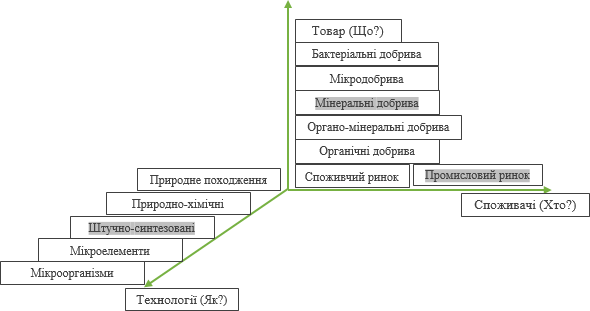 Товар (Що?)
Бактеріальні добрива
Мікродобрива
Мінеральні добрива
Органо-мінеральні добрива
Органічні добрива
Споживчий ринок
Промисловий ринок
Споживачі (Хто?)
Природне походження
Природно-хімічні
Штучно-синтезовані
Мікроелементи
Мікроорганізми
Технології (Як?)